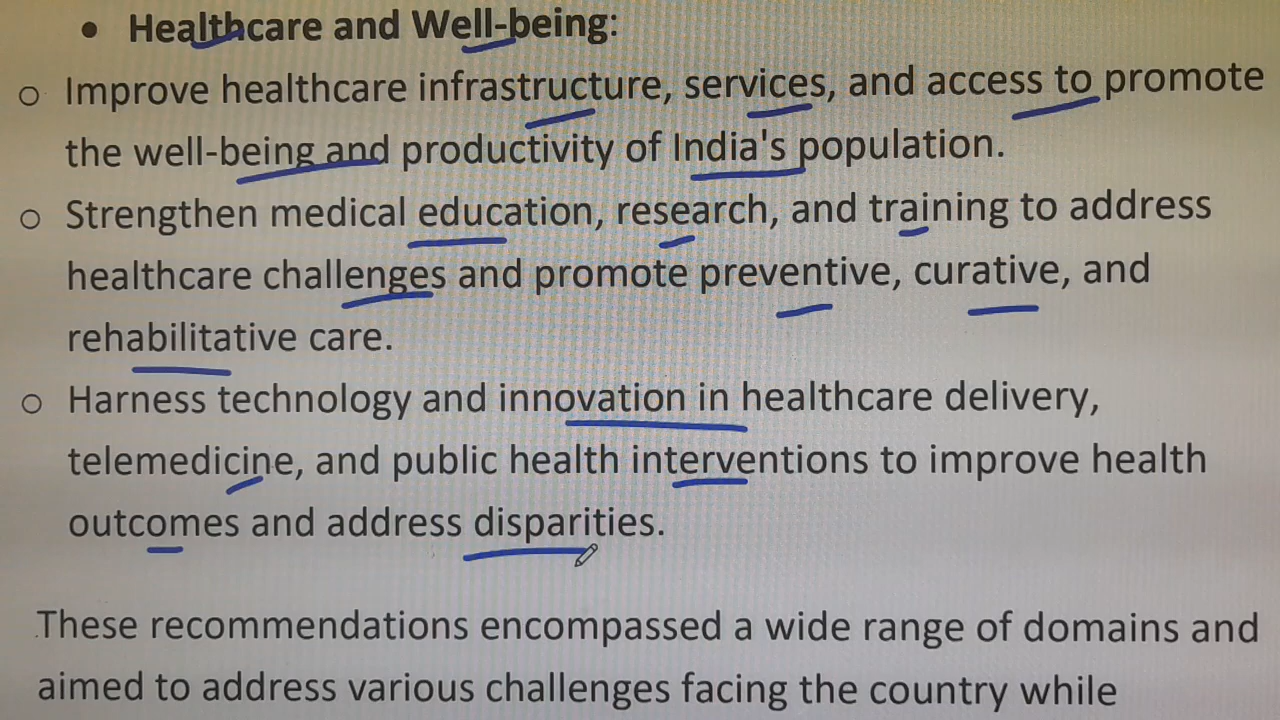 • Healthcare and Well-being:
○ Improve healthcare infrastructure, services, and access to promote
the well-being and productivity of India's population.
○ Strengthen medical education, research, and training to address
healthcare challenges and promote preventive, curative, and
rehabilitative care.
○ Harness technology and innovation in healthcare delivery,
telemedicine, and public health interventions to improve health
outcomes and address disparities.
These recommendations encompassed a wide range of domains and
aimed to address various challenges facing the country while